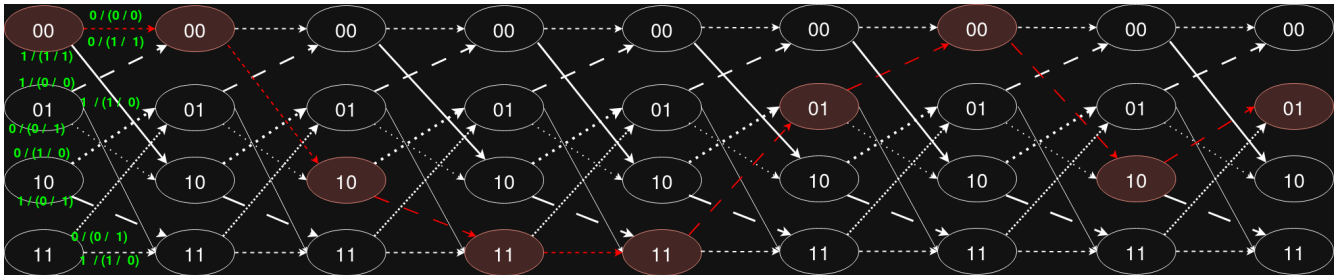 0 / (0 / 0)
00 00 00 00 00 00 00 00 00
0 / (1 / 1)
1 / (1 / 1)
1 / (0 / 0)
1 / (1 / 0)
01 01 01 01 01 01 01 01 01
0 / (0 / 1)
0 / (1 / 0)
10 10 10 10 10 10 10 10 10
1 / (0 / 1)
0 / (0 / 1)
11 11 11 11 11 11 11 11 11
1 / (1 / 0)